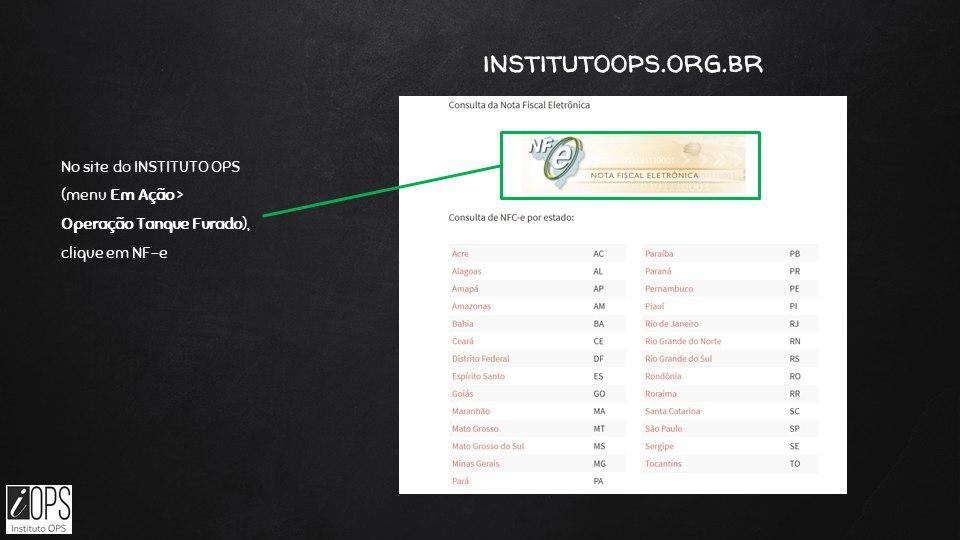 INSTITUTOOPS.ORG.BR
No site do INSTITUTO OPS
(menu Em Ação >
Operação Tanque Furado),
clique em NF-e
Consulta da Nota Fiscal Eletrônica
NFe
NOTA FISCAL ELETRÔNICA
Consulta de NFC-e por estado:
Acre AC Paraíba PB
Alagoas AL Paraná PR
Amapá AP Pernambuco PE
Amazonas AM Piauí PI
Bahia BA Rio de Janeiro RJ
Ceará CE Rio Grande do Norte RN
Distrito Federal DF Rio Grande do Sul RS
Espírito Santo ES Rondônia RO
Goiás GO Roraima RR
Maranhão MA Santa Catarina SC
Mato Grosso MT São Paulo SP
Mato Grosso do Sul MS Sergipe SE
Minas Gerais MG Tocantins TO
Pará PA
iOPS
Instituto OPS